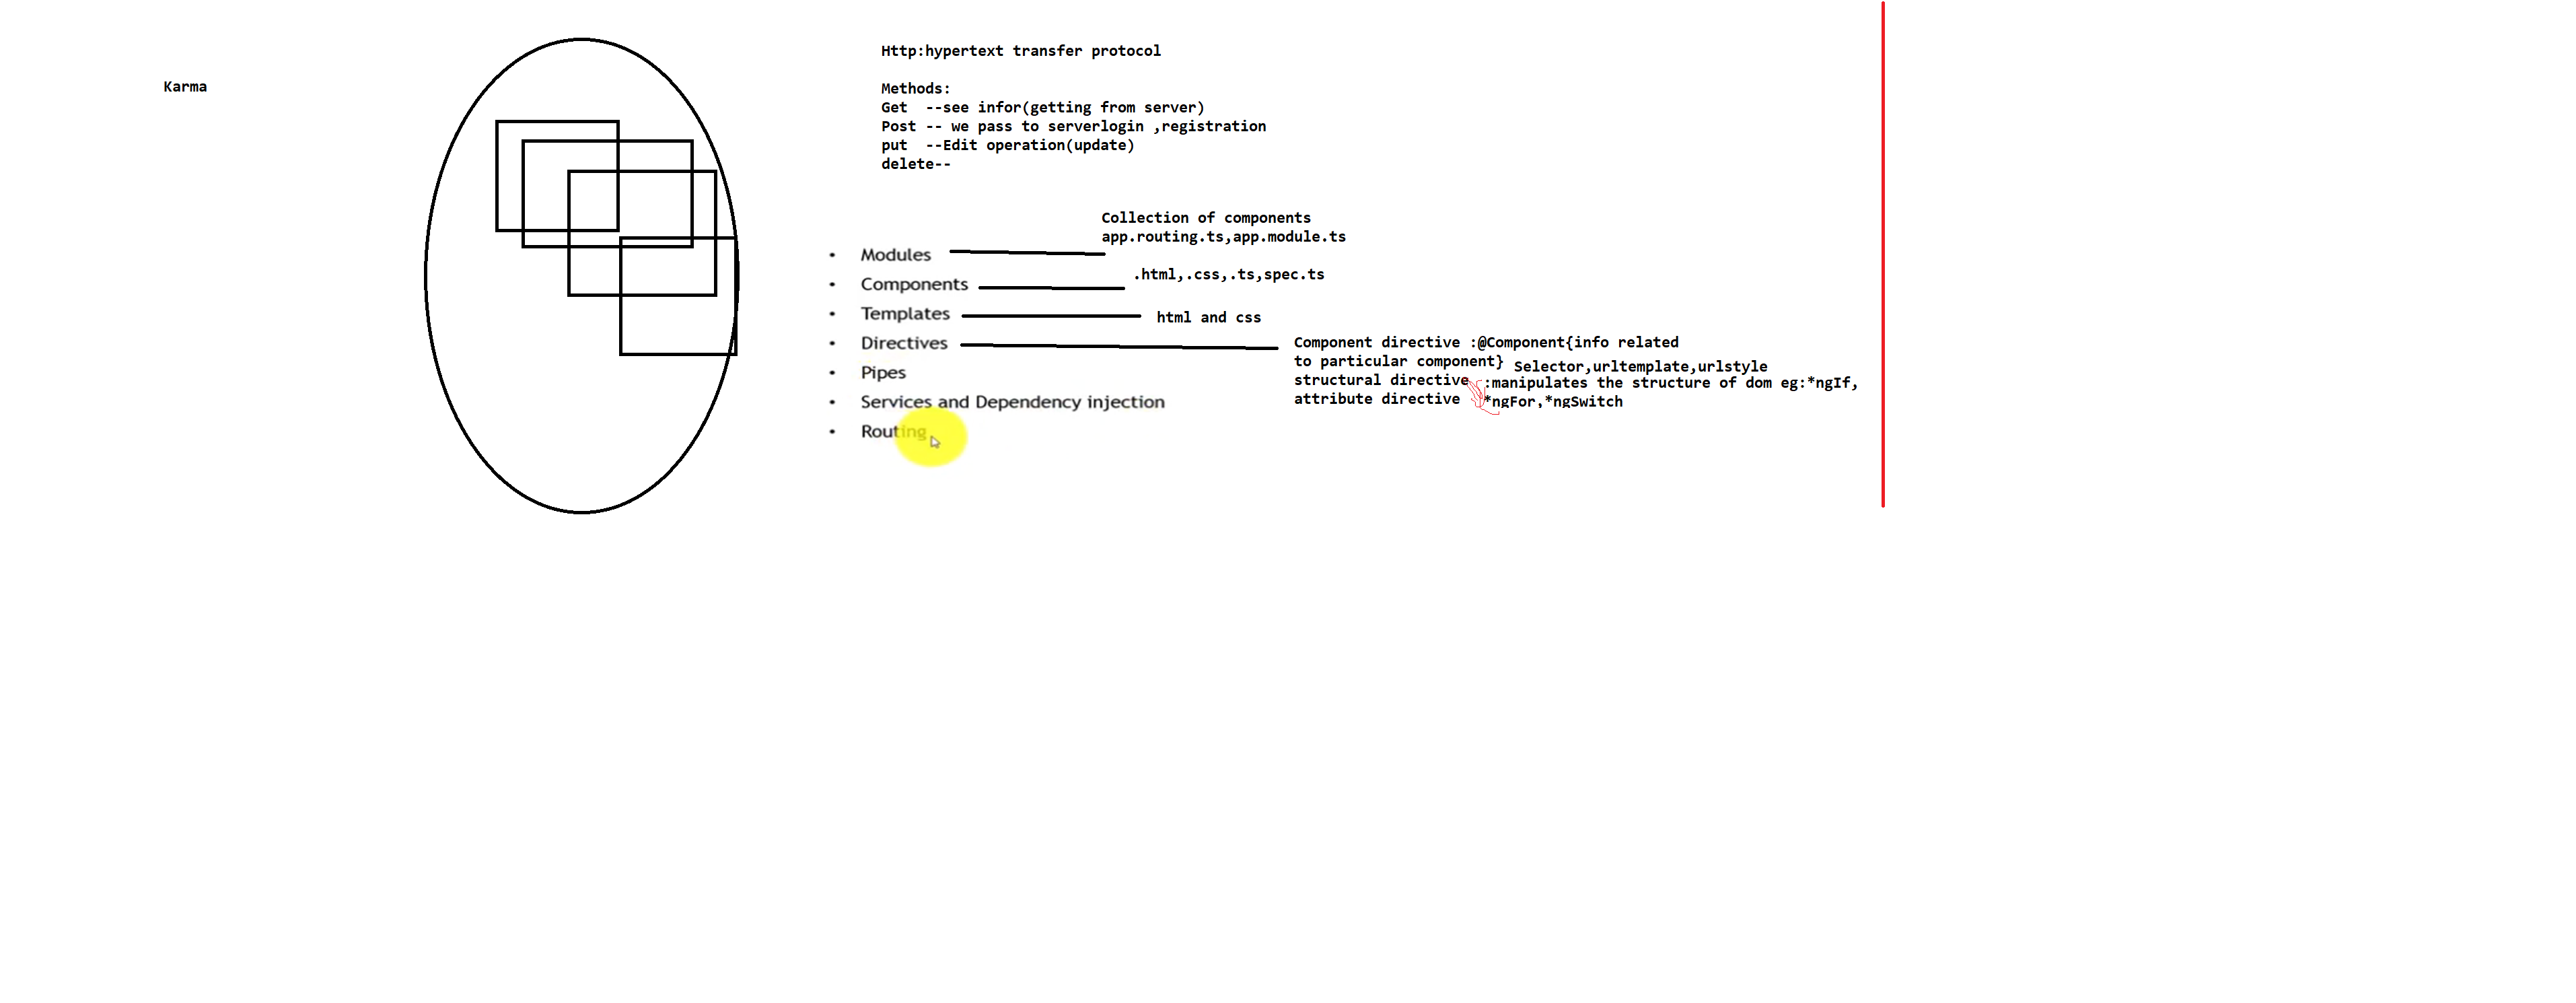 Karma
Http:hypertext transfer protocol
Methods:
Get  --see infor(getting from server)
Post -- we pass to serverlogin ,registration
put  --Edit operation(update)
delete--
Collection of components
app.routing.ts,app.module.ts
• Modules
.html,.css,.ts,spec.ts
• Components
• Templates
html and css
• Directives
Component directive :@Component{info related
to particular component}
Selector,urltemplate,urlstyle
structural directive :manipulates the structure of dom eg:*ngIf,
attribute directive *ngFor,*ngSwitch
• Pipes
• Services and Dependency injection
• Routing